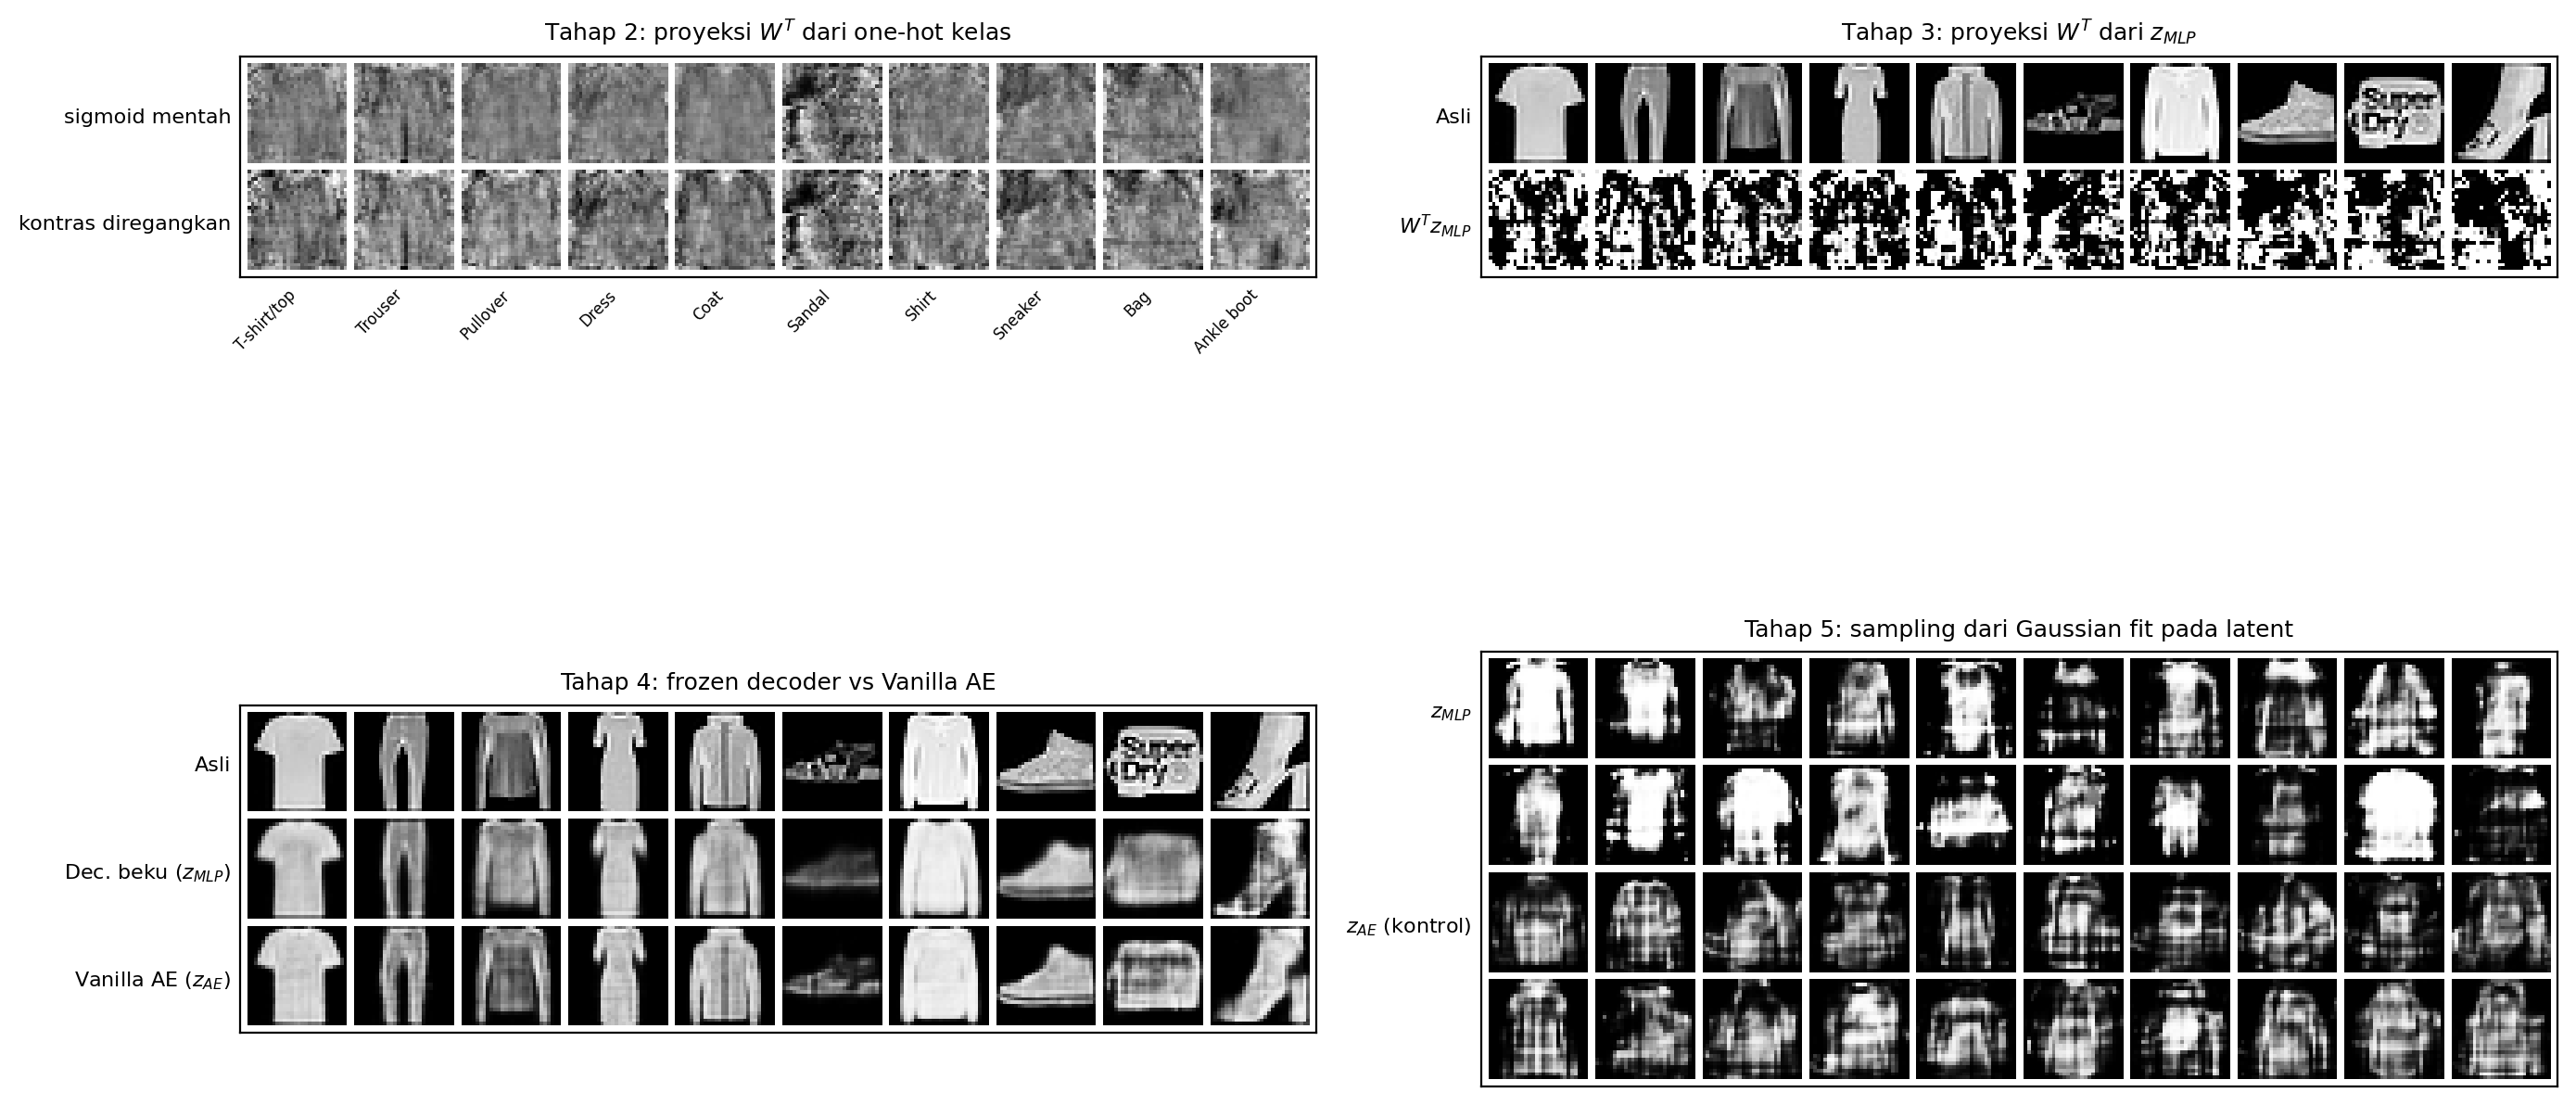 Tahap 2: proyeksi W^T dari one-hot kelas
sigmoid mentah
kontras diregangkan
T-shirt/top
Trouser
Pullover
Dress
Coat
Sandal
Shirt
Sneaker
Bag
Ankle boot
Tahap 3: proyeksi W^T dari z_MLP
Asli
Super
Dry
W^T z_MLP
Tahap 4: frozen decoder vs Vanilla AE
Asli
Super
Dry
Dec. beku (z_MLP)
Vanilla AE (z_AE)
Tahap 5: sampling dari Gaussian fit pada latent
z_MLP
z_AE (kontrol)